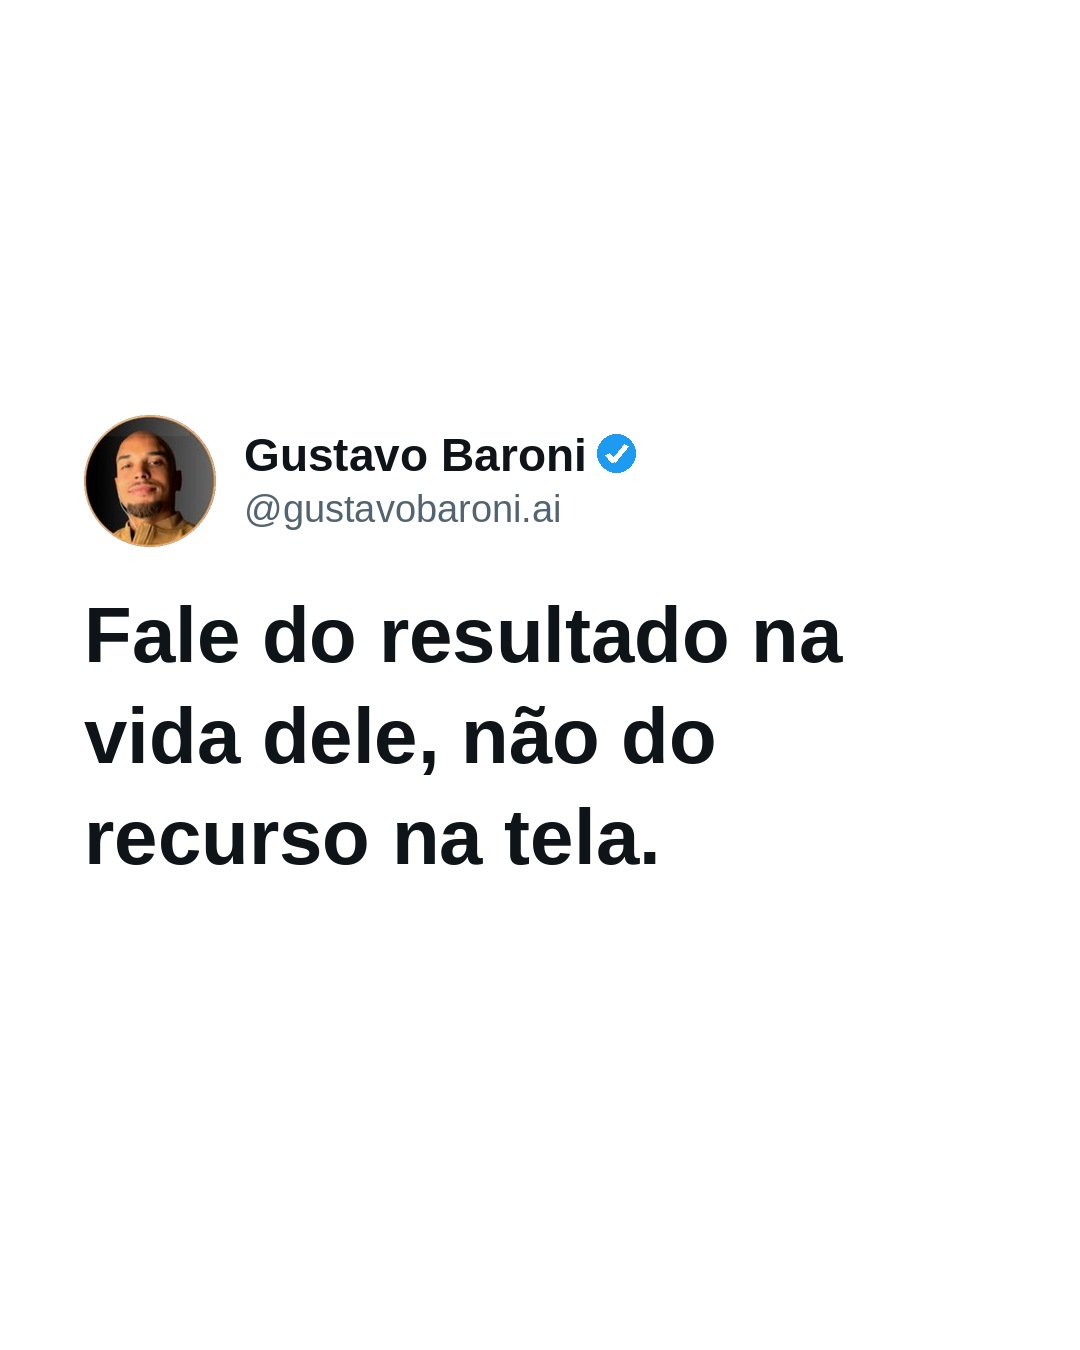 Gustavo Baroni
@gustavobaroni.ai
Fale do resultado na
vida dele, não do
recurso na tela.